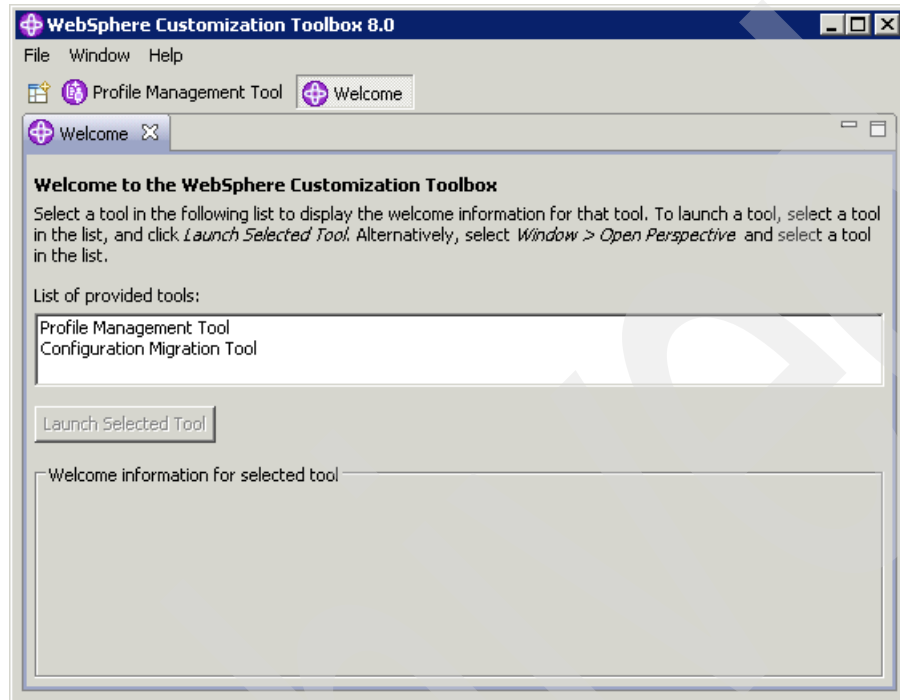 WebSphere Customization Toolbox 8.0
File Window Help
Profile Management Tool Welcome
Welcome
Welcome to the WebSphere Customization Toolbox
Select a tool in the following list to display the welcome information for that tool. To launch a tool, select a tool
in the list, and click Launch Selected Tool. Alternatively, select Window > Open Perspective and select a tool
in the list.
List of provided tools:
Profile Management Tool
Configuration Migration Tool
Launch Selected Tool
Welcome information for selected tool